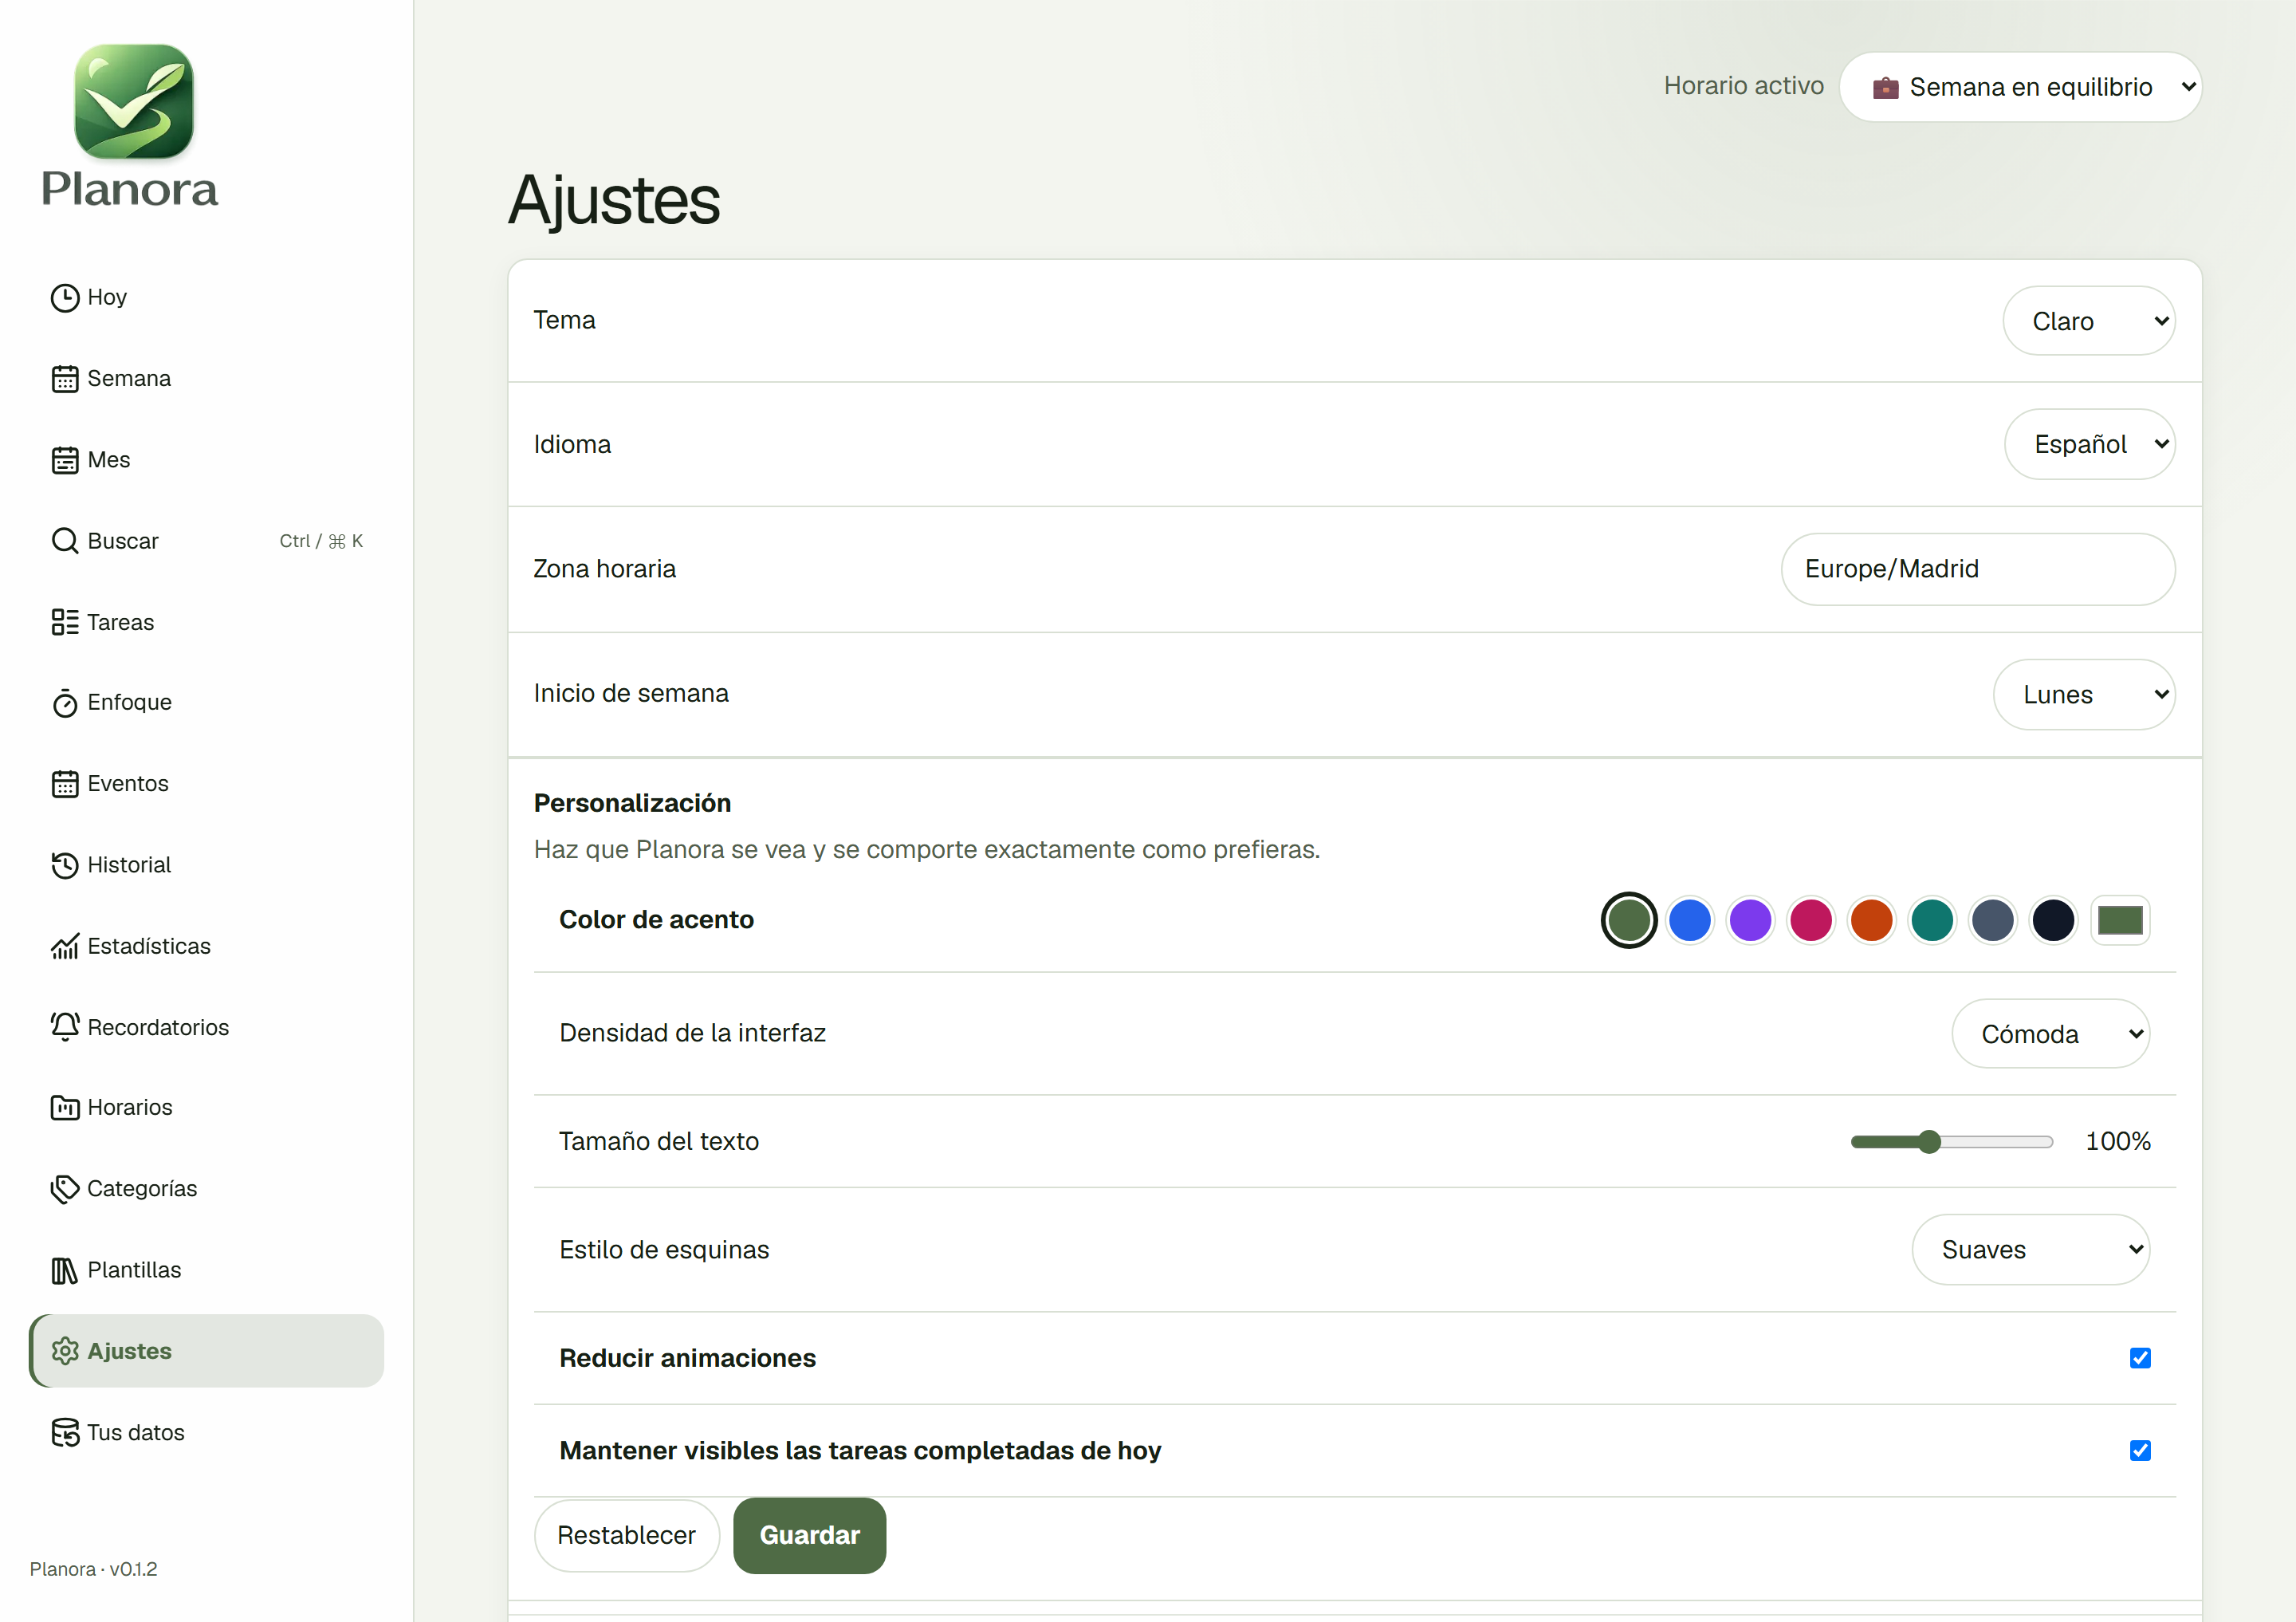 Planora
Hoy
Semana
Mes
Buscar Ctrl / ⌘ K
Tareas
Enfoque
Eventos
Historial
Estadísticas
Recordatorios
Horarios
Categorías
Plantillas
Ajustes
Tus datos
Planora · v0.1.2
Horario activo Semana en equilibrio
Ajustes
Tema Claro
Idioma Español
Zona horaria Europe/Madrid
Inicio de semana Lunes
Personalización
Haz que Planora se vea y se comporte exactamente como prefieras.
Color de acento
Densidad de la interfaz Cómoda
Tamaño del texto 100%
Estilo de esquinas Suaves
Reducir animaciones
Mantener visibles las tareas completadas de hoy
Restablecer Guardar